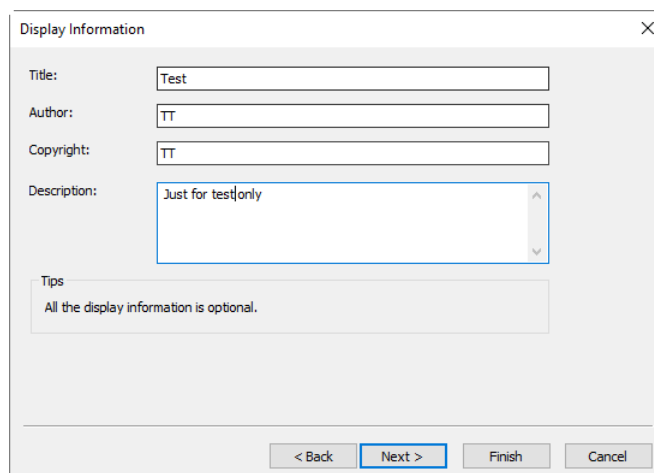 Display Information
Title:
Test
Author:
TT
Copyright:
TT
Description:
Just for test only
Tips
All the display information is optional.
< Back
Next >
Finish
Cancel